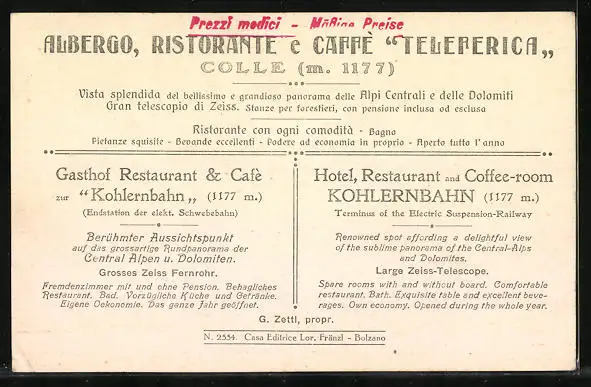 Prezzi modici - Mäßige Preise
ALBERGO, RISTORANTE e CAFFÈ "TELEFERICA„
COLLE (m. 1177)
Vista splendida del bellissimo e grandioso panorama delle Alpi Centrali e delle Dolomiti
Gran telescopio di Zeiss. Stanze per forestieri, con pensione inclusa od esclusa
Ristorante con ogni comodità - Bagno
Pietanze squisite - Bevande eccellenti - Podere ad economia in proprio - Aperto tutto l'anno
Gasthof Restaurant & Cafè
zur "Kohlernbahn„ (1177 m.)
(Endstation der elekt. Schwebebahn)
Berühmter Aussichtspunkt
auf das grossartige Rundpanorama der
Central Alpen u. Dolomiten.
Grosses Zeiss Fernrohr.
Fremdenzimmer mit und ohne Pension. Behagliches
Restaurant. Bad. Vorzügliche Küche und Getränke.
Eigene Oekonomie. Das ganze Jahr geöffnet.
Hotel, Restaurant and Coffee-room
KOHLERNBAHN (1177 m.)
Terminus of the Electric Suspension-Railway
Renowned spot affording a delightful view
of the sublime panorama of the Central-Alps
and Dolomites.
Large Zeiss-Telescope.
Spare rooms with and without board. Comfortable
restaurant. Bath. Exquisite table and excellent beve-
rages. Own economy. Opened during the whole year.
G. Zettl, propr.
N. 2554. Casa Editrice Lor. Fränzl - Bolzano